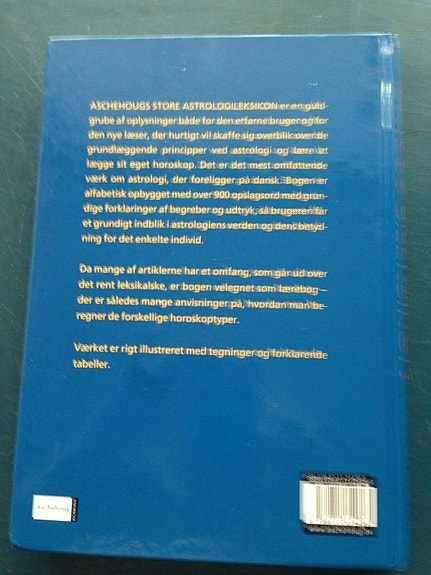 ASCHEHOUGS STORE ASTROLOGILEKSIKON er en guld-
grube af oplysninger både for den erfarne bruger og for
den nye læser, der hurtigt vil skaffe sig overblik over de
grundlæggende principper ved astrologi og lære at
lægge sit eget horoskop. Det er det mest omfattende
værk om astrologi, der foreligger på dansk. Bogen er
alfabetisk opbygget med over 900 opslagsord med grun-
dige forklaringer af begreber og udtryk, så brugeren får
et grundigt indblik i astrologiens verden og dens betyd-
ning for det enkelte individ.
Da mange af artiklerne har et omfang, som går ud over
det rent leksikalske, er bogen velegnet som lærebog –
der er således mange anvisninger på, hvordan man be-
regner de forskellige horoskoptyper.
Værket er rigt illustreret med tegninger og forklarende
tabeller.
aschehoug
www.aschehoug.dk